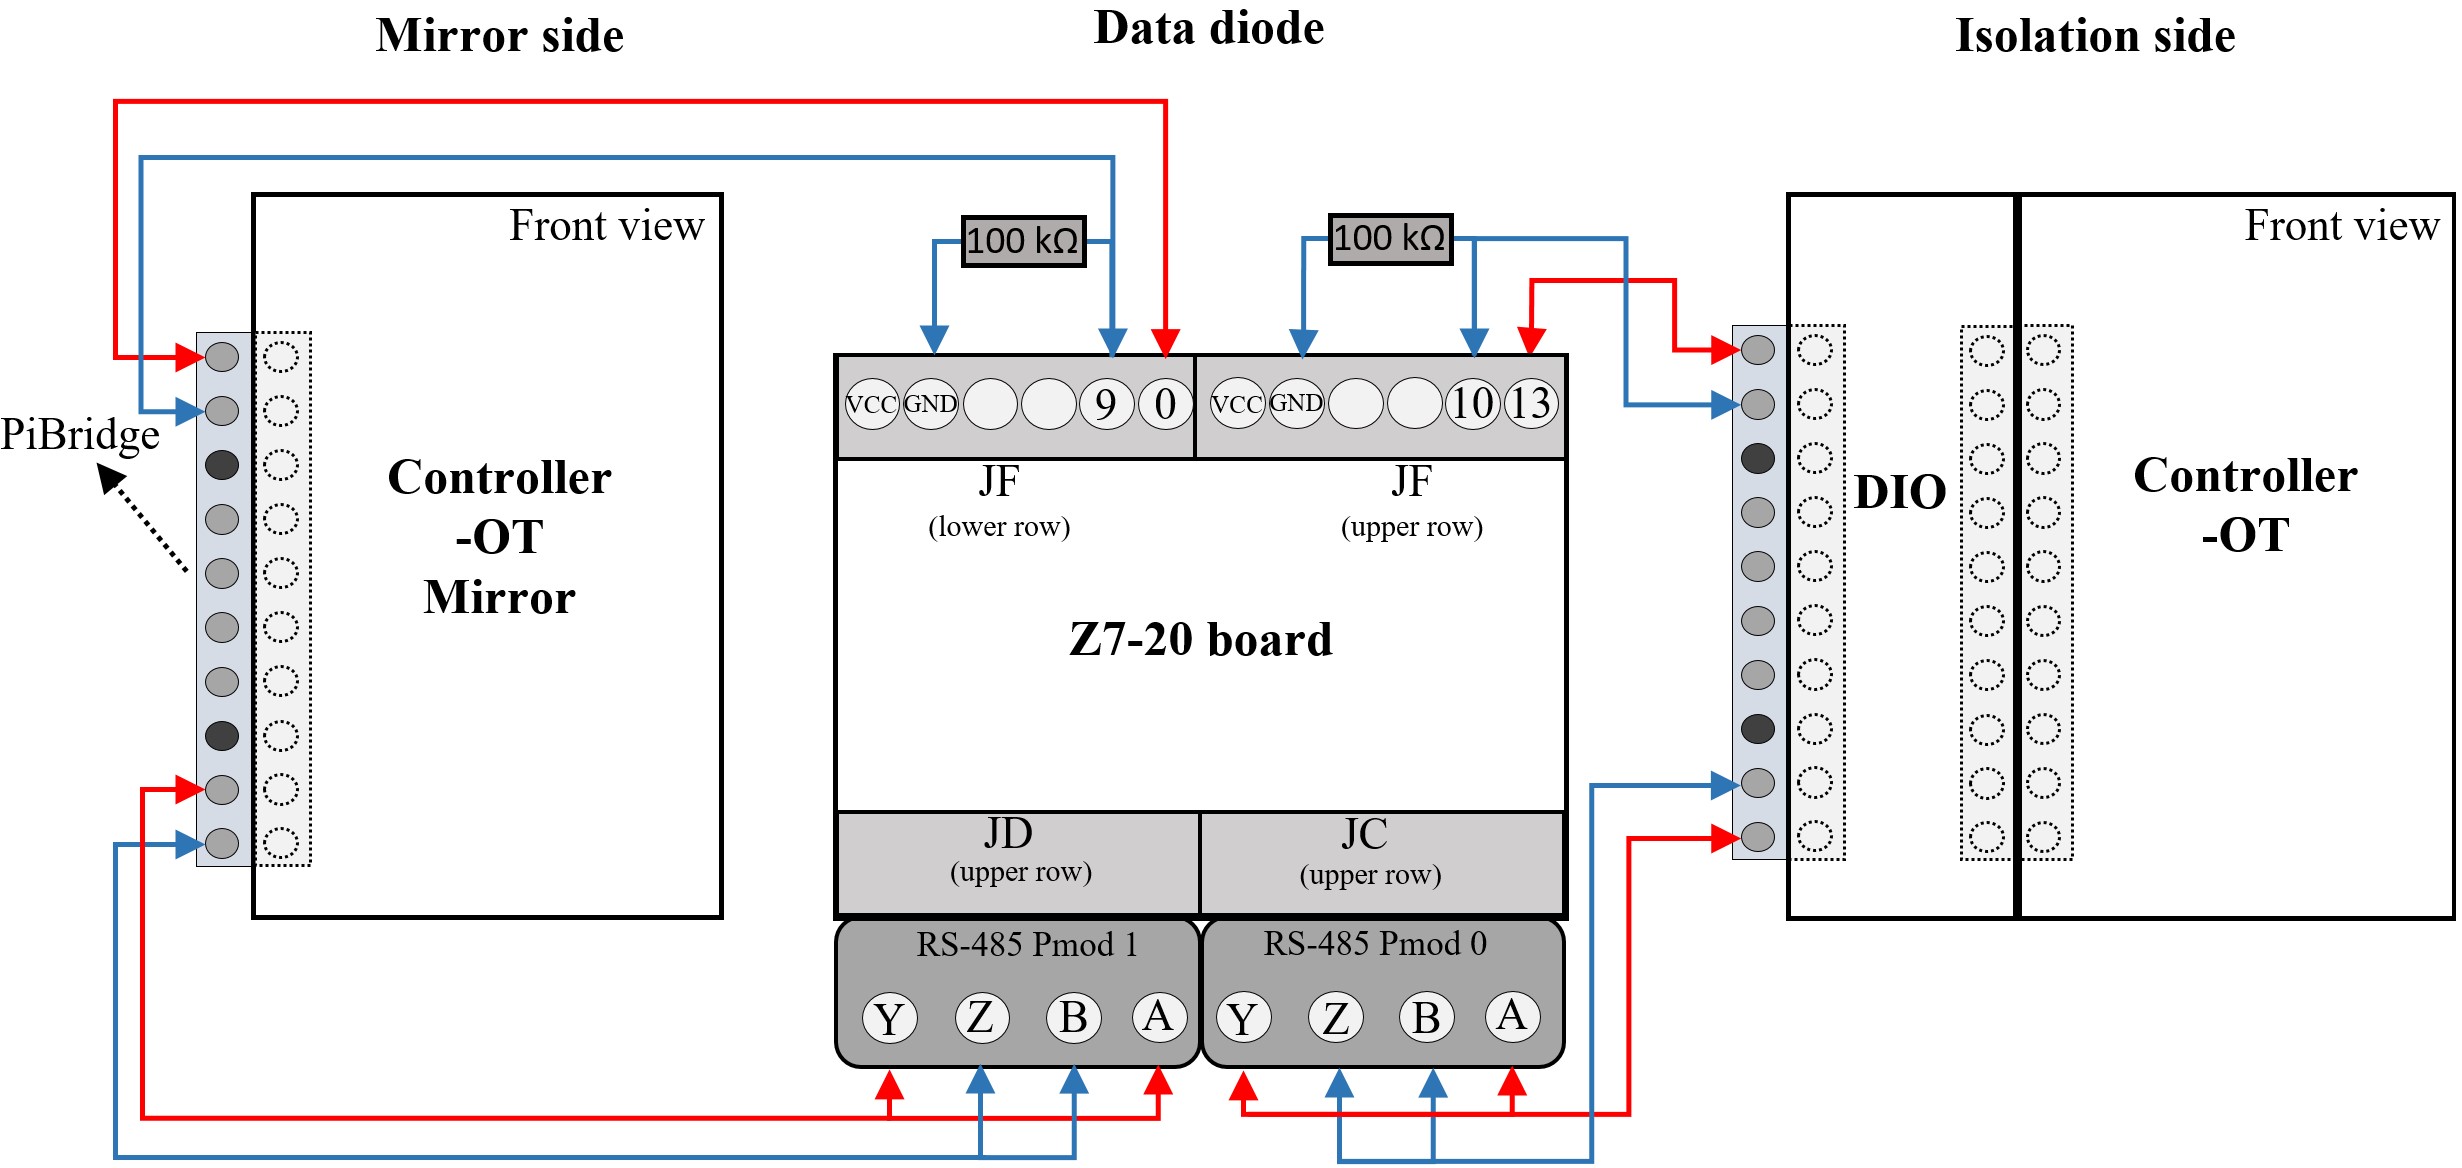 Mirror side
Data diode
Isolation side
Front view
100 kΩ
100 kΩ
Front view
VCC
GND
9
0
VCC
GND
10
13
PiBridge
Controller
-OT
Mirror
JF
(lower row)
JF
(upper row)
Z7-20 board
DIO
Controller
-OT
JD
(upper row)
JC
(upper row)
RS-485 Pmod 1
RS-485 Pmod 0
Y
Z
B
A
Y
Z
B
A